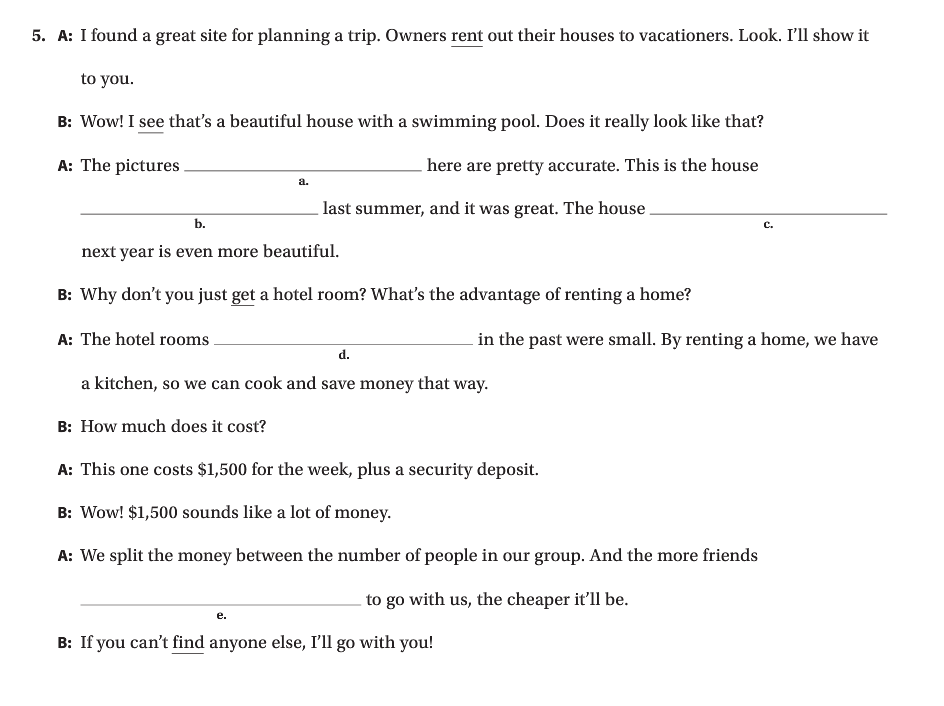 5. A: I found a great site for planning a trip. Owners rent out their houses to vacationers. Look. I'll show it
to you.
B: Wow! I see that's a beautiful house with a swimming pool. Does it really look like that?
A: The pictures ____________________ here are pretty accurate. This is the house
a.
____________________ last summer, and it was great. The house ____________________
b. c.
next year is even more beautiful.
B: Why don't you just get a hotel room? What's the advantage of renting a home?
A: The hotel rooms ____________________ in the past were small. By renting a home, we have
d.
a kitchen, so we can cook and save money that way.
B: How much does it cost?
A: This one costs $1,500 for the week, plus a security deposit.
B: Wow! $1,500 sounds like a lot of money.
A: We split the money between the number of people in our group. And the more friends
____________________ to go with us, the cheaper it'll be.
e.
B: If you can't find anyone else, I'll go with you!